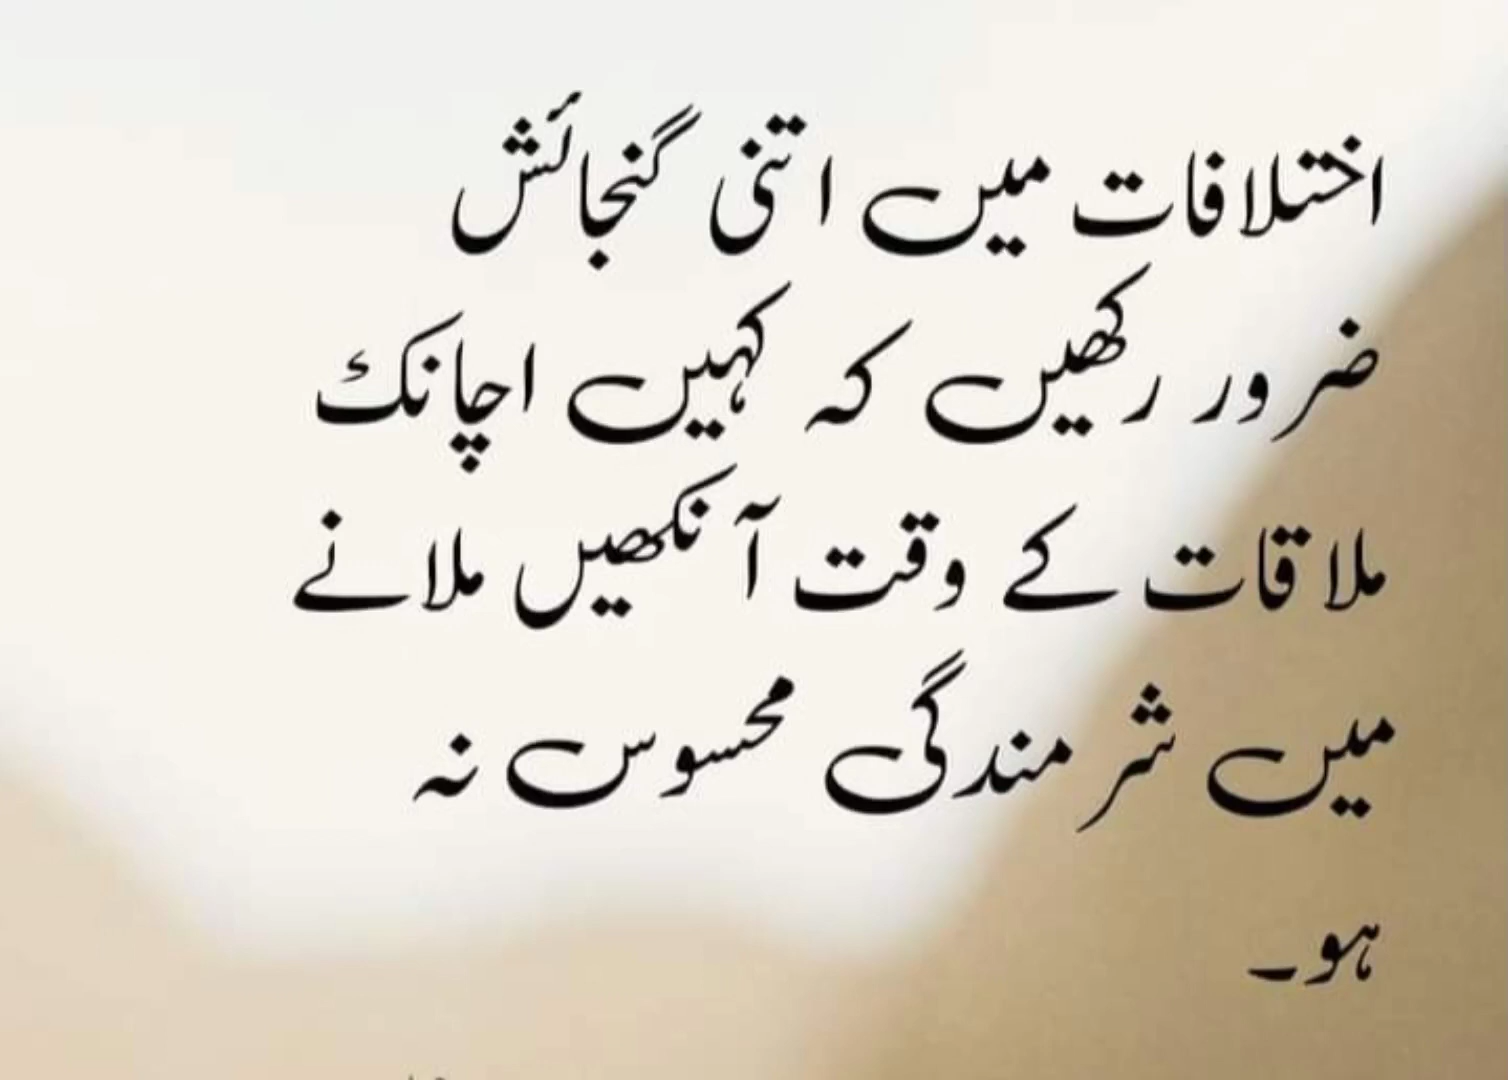 اختلافات میں اتنی گنجائش
ضرور رکھیں کہ کہیں اچانک
ملاقات کے وقت آنکھیں ملانے
میں شرمندگی محسوس نہ
ہو۔